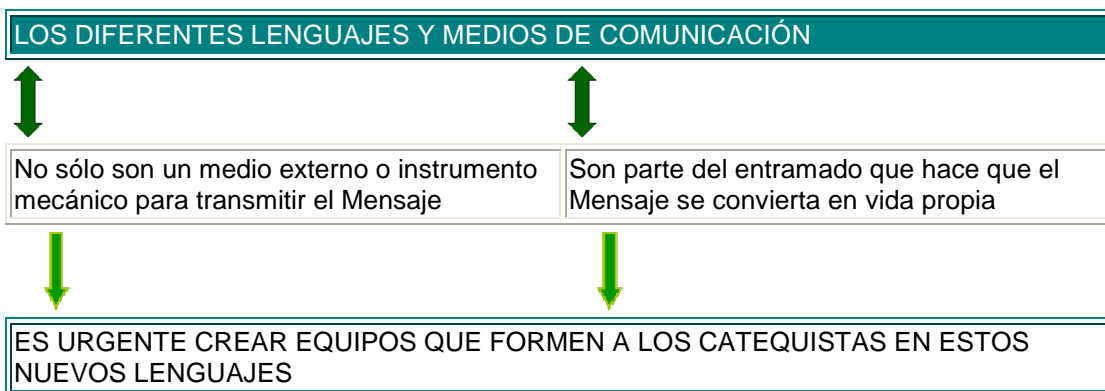 LOS DIFERENTES LENGUAJES Y MEDIOS DE COMUNICACIÓN
No sólo son un medio externo o instrumento
mecánico para transmitir el Mensaje
Son parte del entramado que hace que el
Mensaje se convierta en vida propia
ES URGENTE CREAR EQUIPOS QUE FORMEN A LOS CATEQUISTAS EN ESTOS
NUEVOS LENGUAJES